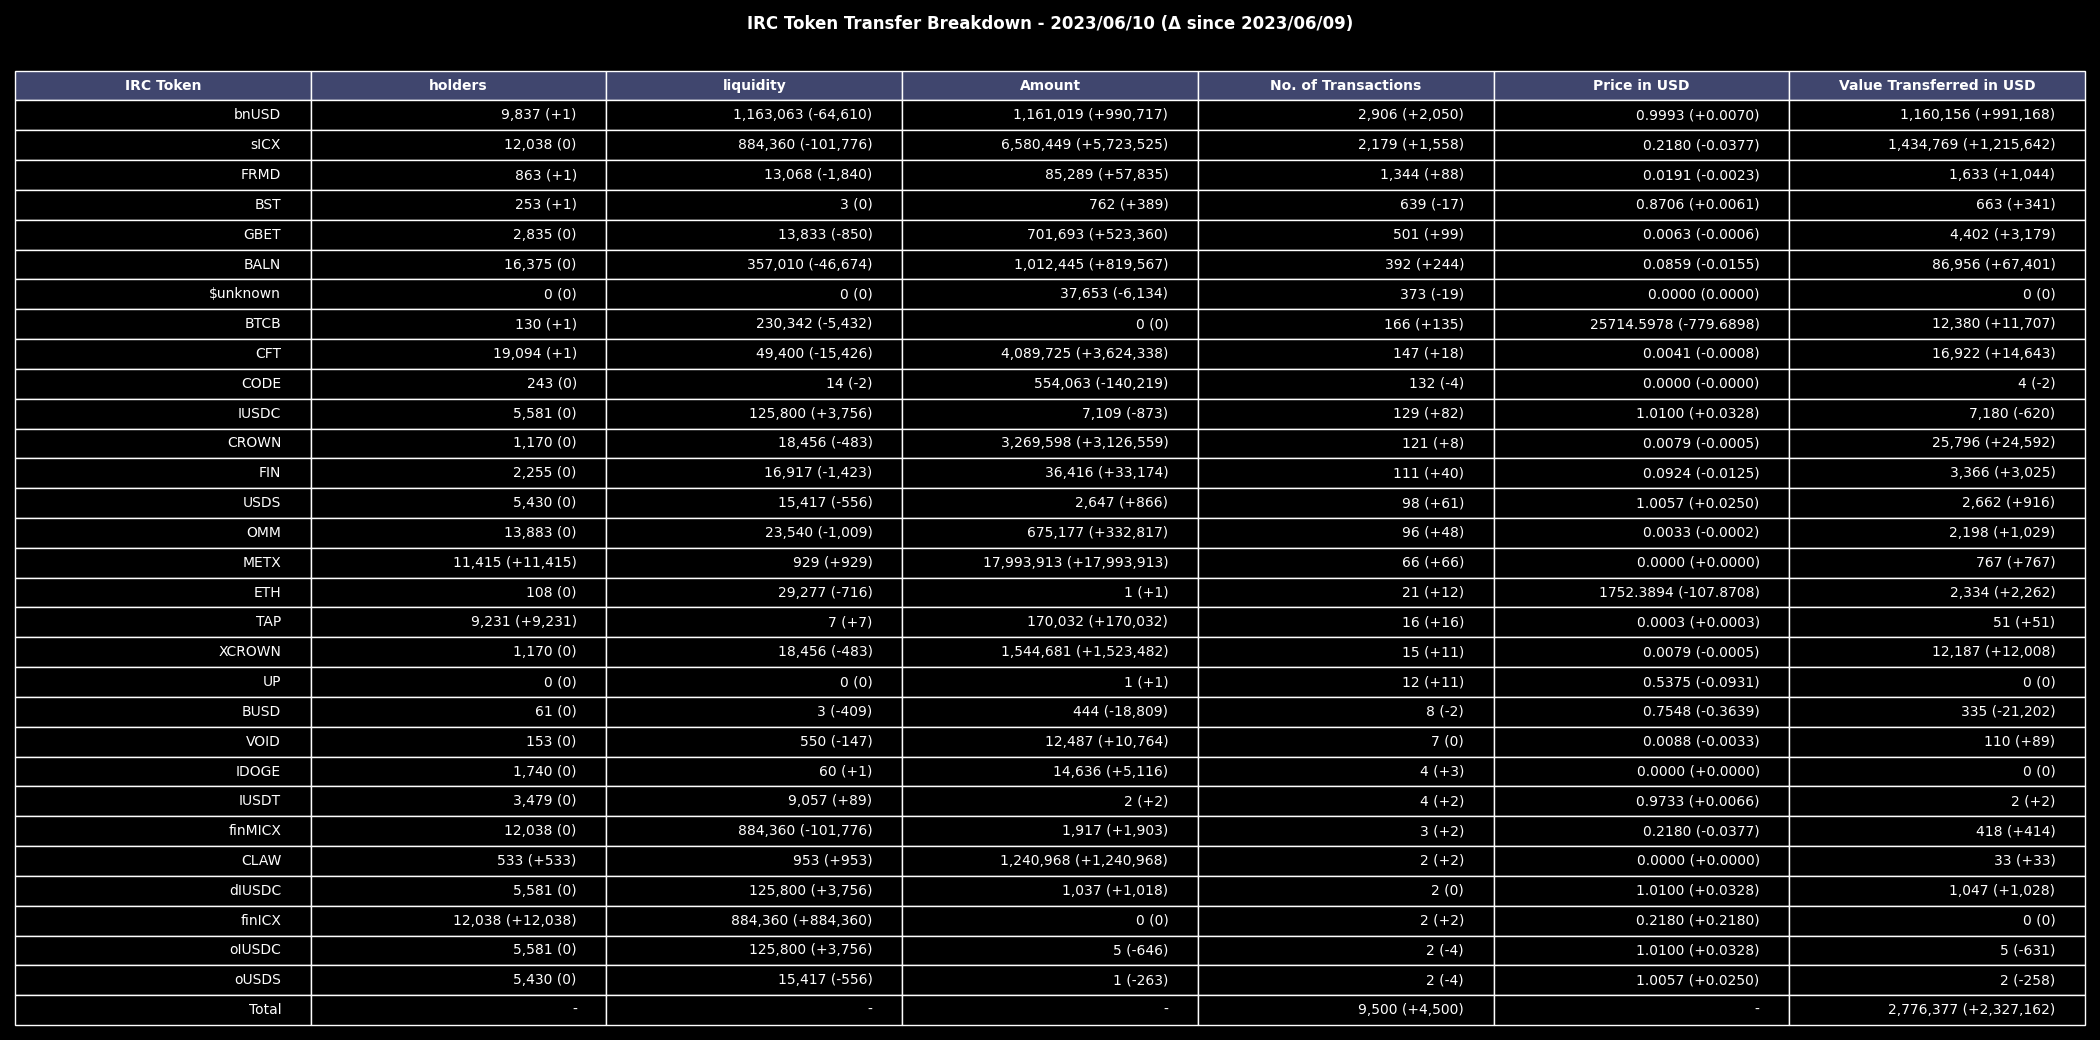 IRC Token Transfer Breakdown - 2023/06/10 (Δ since 2023/06/09)
IRC Token holders liquidity Amount No. of Transactions Price in USD Value Transferred in USD
bnUSD 9,837 (+1) 1,163,063 (-64,610) 1,161,019 (+990,717) 2,906 (+2,050) 0.9993 (+0.0070) 1,160,156 (+991,168)
sICX 12,038 (0) 884,360 (-101,776) 6,580,449 (+5,723,525) 2,179 (+1,558) 0.2180 (-0.0377) 1,434,769 (+1,215,642)
FRMD 863 (+1) 13,068 (-1,840) 85,289 (+57,835) 1,344 (+88) 0.0191 (-0.0023) 1,633 (+1,044)
BST 253 (+1) 3 (0) 762 (+389) 639 (-17) 0.8706 (+0.0061) 663 (+341)
GBET 2,835 (0) 13,833 (-850) 701,693 (+523,360) 501 (+99) 0.0063 (-0.0006) 4,402 (+3,179)
BALN 16,375 (0) 357,010 (-46,674) 1,012,445 (+819,567) 392 (+244) 0.0859 (-0.0155) 86,956 (+67,401)
$unknown 0 (0) 0 (0) 37,653 (-6,134) 373 (-19) 0.0000 (0.0000) 0 (0)
BTCB 130 (+1) 230,342 (-5,432) 0 (0) 166 (+135) 25714.5978 (-779.6898) 12,380 (+11,707)
CFT 19,094 (+1) 49,400 (-15,426) 4,089,725 (+3,624,338) 147 (+18) 0.0041 (-0.0008) 16,922 (+14,643)
CODE 243 (0) 14 (-2) 554,063 (-140,219) 132 (-4) 0.0000 (-0.0000) 4 (-2)
IUSDC 5,581 (0) 125,800 (+3,756) 7,109 (-873) 129 (+82) 1.0100 (+0.0328) 7,180 (-620)
CROWN 1,170 (0) 18,456 (-483) 3,269,598 (+3,126,559) 121 (+8) 0.0079 (-0.0005) 25,796 (+24,592)
FIN 2,255 (0) 16,917 (-1,423) 36,416 (+33,174) 111 (+40) 0.0924 (-0.0125) 3,366 (+3,025)
USDS 5,430 (0) 15,417 (-556) 2,647 (+866) 98 (+61) 1.0057 (+0.0250) 2,662 (+916)
OMM 13,883 (0) 23,540 (-1,009) 675,177 (+332,817) 96 (+48) 0.0033 (-0.0002) 2,198 (+1,029)
METX 11,415 (+11,415) 929 (+929) 17,993,913 (+17,993,913) 66 (+66) 0.0000 (+0.0000) 767 (+767)
ETH 108 (0) 29,277 (-716) 1 (+1) 21 (+12) 1752.3894 (-107.8708) 2,334 (+2,262)
TAP 9,231 (+9,231) 7 (+7) 170,032 (+170,032) 16 (+16) 0.0003 (+0.0003) 51 (+51)
XCROWN 1,170 (0) 18,456 (-483) 1,544,681 (+1,523,482) 15 (+11) 0.0079 (-0.0005) 12,187 (+12,008)
UP 0 (0) 0 (0) 1 (+1) 12 (+11) 0.5375 (-0.0931) 0 (0)
BUSD 61 (0) 3 (-409) 444 (-18,809) 8 (-2) 0.7548 (-0.3639) 335 (-21,202)
VOID 153 (0) 550 (-147) 12,487 (+10,764) 7 (0) 0.0088 (-0.0033) 110 (+89)
IDOGE 1,740 (0) 60 (+1) 14,636 (+5,116) 4 (+3) 0.0000 (+0.0000) 0 (0)
IUSDT 3,479 (0) 9,057 (+89) 2 (+2) 4 (+2) 0.9733 (+0.0066) 2 (+2)
finMICX 12,038 (0) 884,360 (-101,776) 1,917 (+1,903) 3 (+2) 0.2180 (-0.0377) 418 (+414)
CLAW 533 (+533) 953 (+953) 1,240,968 (+1,240,968) 2 (+2) 0.0000 (+0.0000) 33 (+33)
dIUSDC 5,581 (0) 125,800 (+3,756) 1,037 (+1,018) 2 (0) 1.0100 (+0.0328) 1,047 (+1,028)
finICX 12,038 (+12,038) 884,360 (+884,360) 0 (0) 2 (+2) 0.2180 (+0.2180) 0 (0)
oIUSDC 5,581 (0) 125,800 (+3,756) 5 (-646) 2 (-4) 1.0100 (+0.0328) 5 (-631)
oUSDS 5,430 (0) 15,417 (-556) 1 (-263) 2 (-4) 1.0057 (+0.0250) 2 (-258)
Total - - - 9,500 (+4,500) - 2,776,377 (+2,327,162)